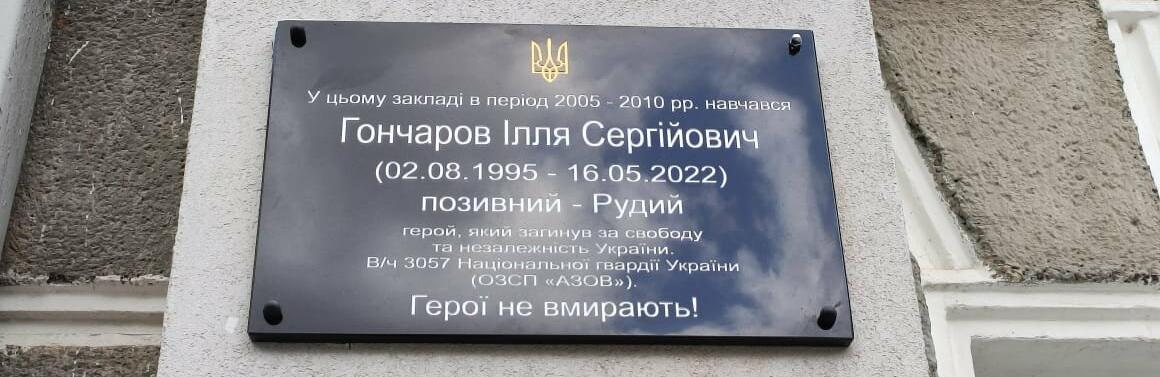 У цьому закладі в період 2005 - 2010 рр. навчався
Гончаров Ілля Сергійович
(02.08.1995 - 16.05.2022)
позивний - Рудий
герой, який загинув за свободу
та незалежність України.
В/ч 3057 Національної гвардії України
(ОЗСП «АЗОВ»).
Герої не вмирають!